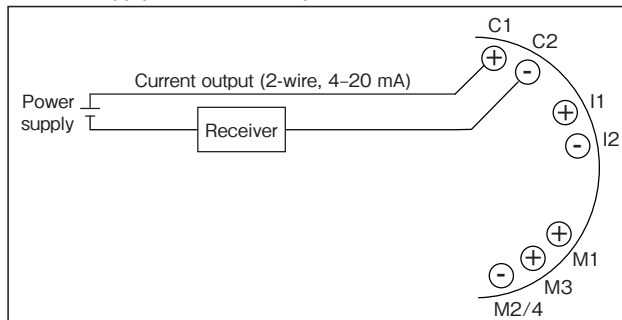 C1
C2
Current output (2-wire, 4–20 mA)
+
-
Power
supply
Receiver
I1
+
I2
-
+
M1
+
M3
-
M2/4